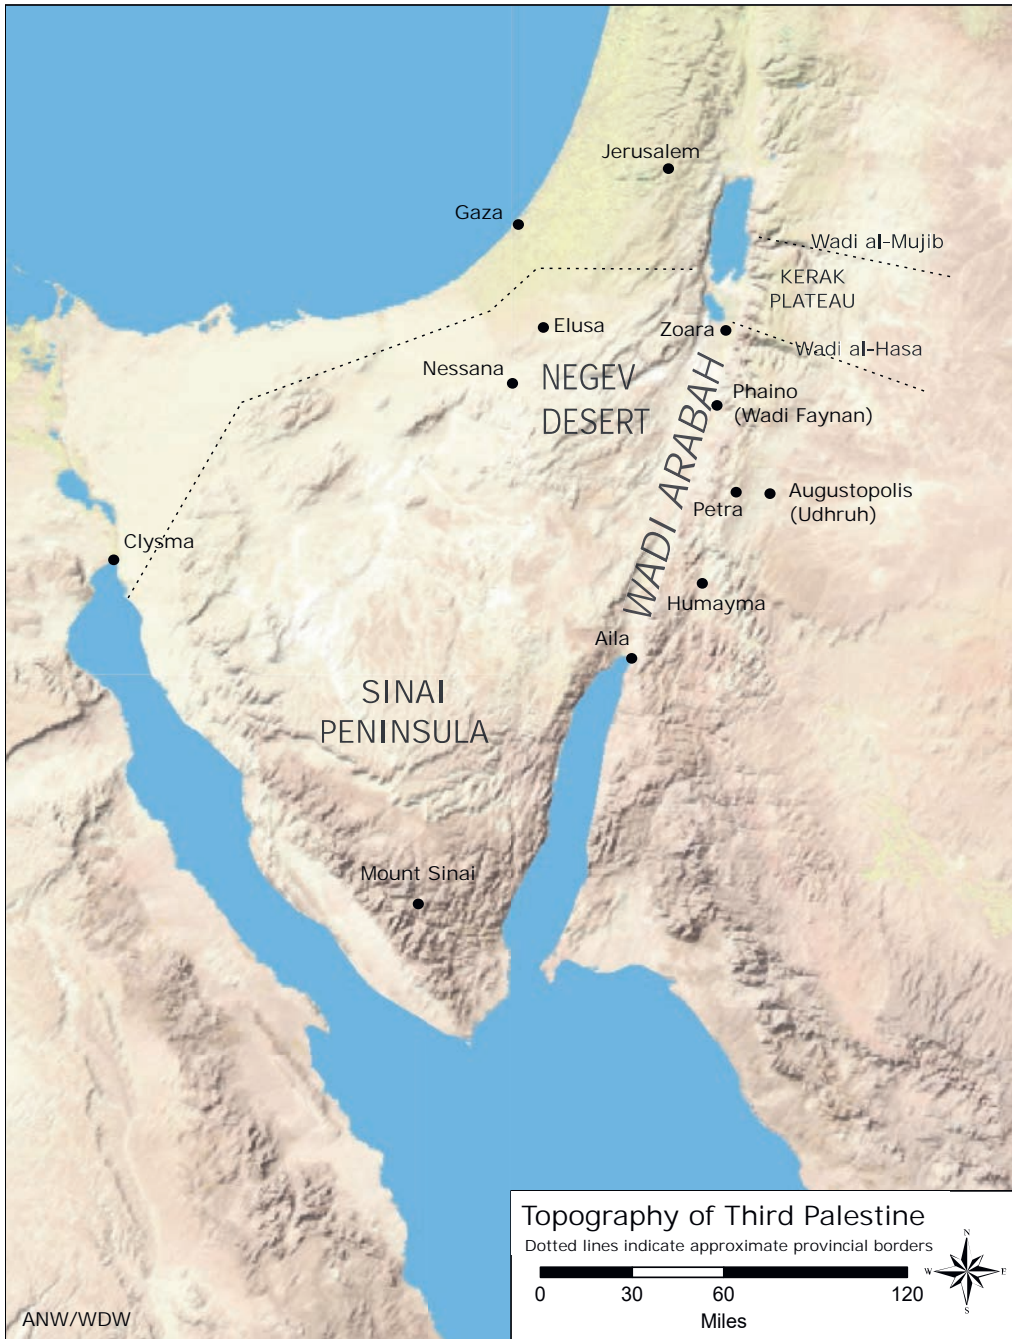 Jerusalem
Gaza
Wadi al-Mujib
KERAK
PLATEAU
Elusa
Zoara
Wadi al-Hasa
Nessana
NEGEV
DESERT
Phaino
(Wadi Faynan)
WADI ARABAH
Petra
Augustopolis
(Udhruh)
Clysma
Humayma
Aila
SINAI
PENINSULA
Mount Sinai
Topography of Third Palestine
Dotted lines indicate approximate provincial borders
N
W E
S
0 30 60 120
Miles
ANW/WDW